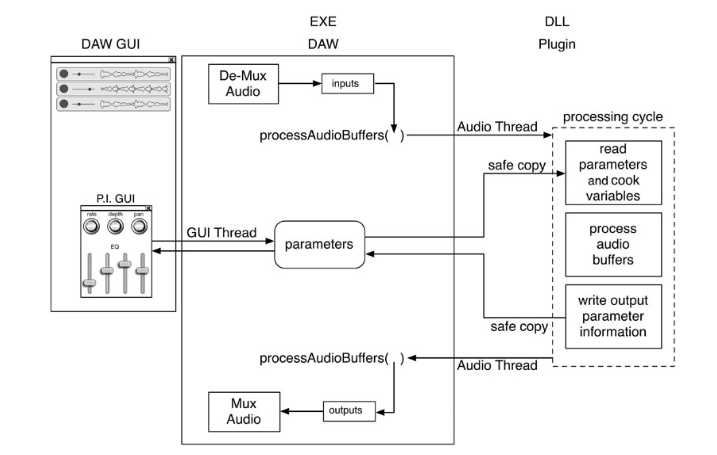 EXE
DLL
DAW GUI
DAW
Plugin
De-Mux
Audio
inputs
processAudioBuffers( )
Audio Thread
processing cycle
safe copy
read
parameters
and cook
variables
P.I. GUI
rate depth pan
EQ
GUI Thread
parameters
process
audio
buffers
write output
parameter
information
safe copy
processAudioBuffers( )
Audio Thread
Mux
Audio
outputs